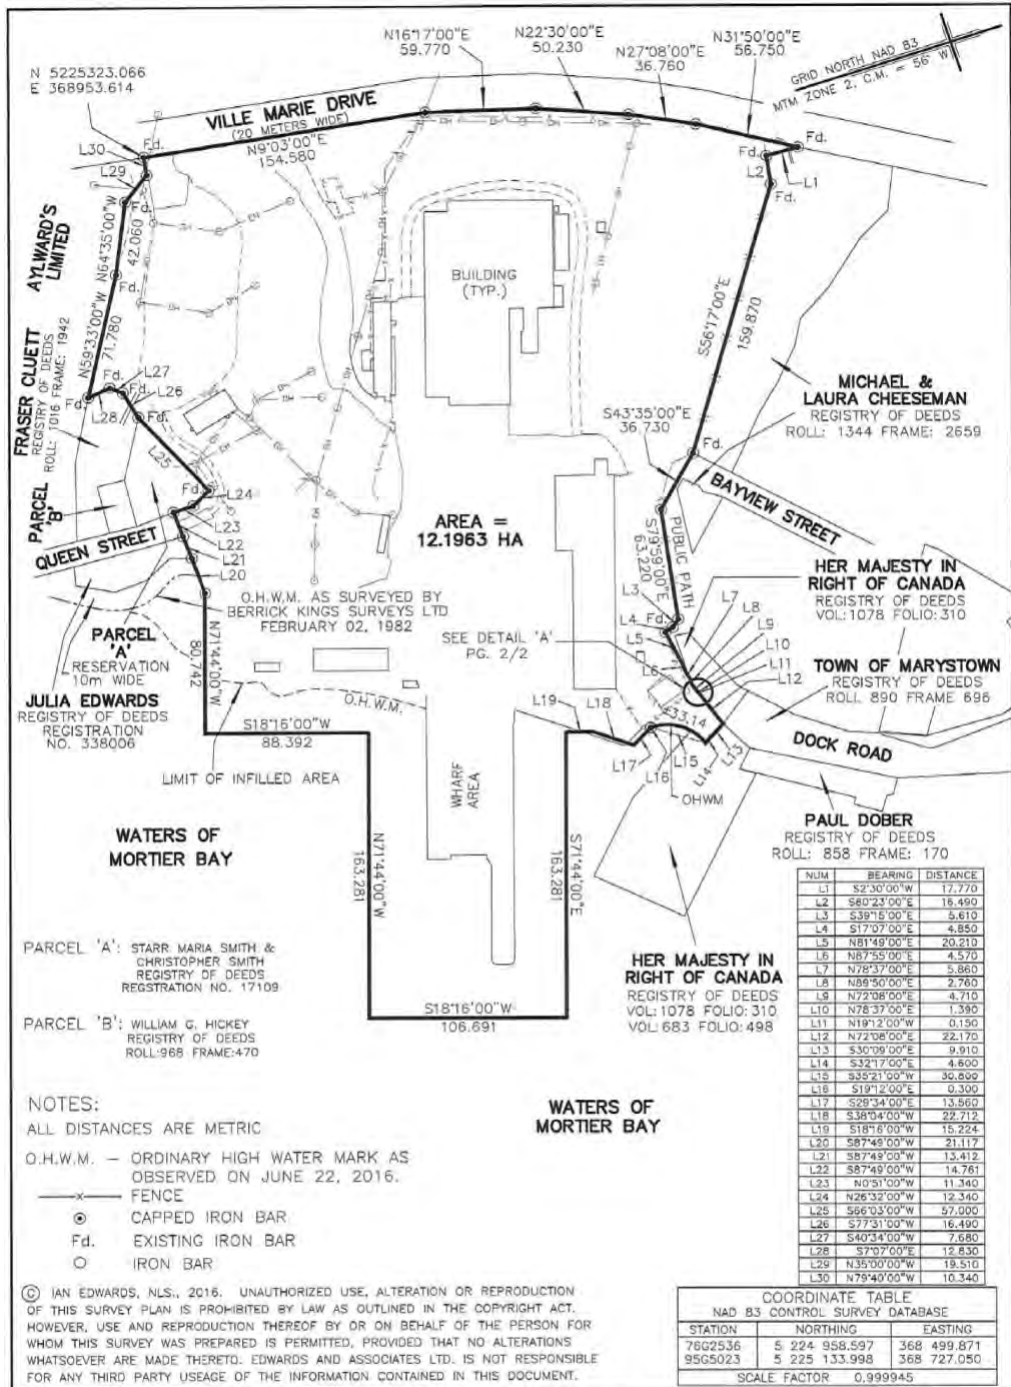 N16°17'00"E
59.770
N22°30'00"E
50.230
N27°08'00"E
36.760
N31°50'00"E
56.750
GRID NORTH NAD 83
MTM ZONE 2, C.M. = 56° W
N 5225323.066
E 368953.614
VILLE MARIE DRIVE
(20 METERS WIDE)
N9°03'00"E
154.580
L30
L29
Fd.
Fd.
Fd.
Fd.
L2
L1
Fd.
AYLWARD'S
LIMITED
N64°35'00"W
42.060
Fd.
BUILDING
(TYP.)
S56°17'00"E
159.870
FRASER CLUETT
REGISTRY OF DEEDS
ROLL: 1016 FRAME: 1942
N59°33'00"W
71.780
Fd.
L27
Fd.
L26
Fd.
L28
MICHAEL &
LAURA CHEESEMAN
REGISTRY OF DEEDS
ROLL: 1344 FRAME: 2659
S43°35'00"E
36.730
Fd.
BAYVIEW STREET
L25
Fd.
L24
PARCEL
'B'
QUEEN STREET
L23
L22
L21
L20
AREA =
12.1963 HA
PUBLIC PATH
S79°59'00"E
63.220
HER MAJESTY IN
RIGHT OF CANADA
REGISTRY OF DEEDS
VOL:1078 FOLIO:310
O.H.W.M. AS SURVEYED BY
BERRICK KINGS SURVEYS LTD
FEBRUARY 02, 1982
L3
L4
Fd.
L5
L6
L7
L8
L9
L10
L11
L12
SEE DETAIL 'A'
PG. 2/2
PARCEL
'A'
RESERVATION
10m WIDE
TOWN OF MARYSTOWN
REGISTRY OF DEEDS
ROLL 890 FRAME 696
JULIA EDWARDS
REGISTRY OF DEEDS
REGISTRATION
NO. 338006
N71°44'00"W
80.742
O.H.W.M.
S18°16'00"W
88.392
L19
L18
±33.14
L17
L16
L15
L14
L13
OHWM
DOCK ROAD
LIMIT OF INFILLED AREA
WHARF
AREA
PAUL DOBER
REGISTRY OF DEEDS
ROLL: 858 FRAME: 170
WATERS OF
MORTIER BAY
N71°44'00"W
163.281
S71°44'00"E
163.281
S18°16'00"W
106.691
HER MAJESTY IN
RIGHT OF CANADA
REGISTRY OF DEEDS
VOL:1078 FOLIO:310
VOL:683 FOLIO:498
PARCEL 'A': STARR MARIA SMITH &
CHRISTOPHER SMITH
REGISTRY OF DEEDS
REGSTRATION NO. 17109
PARCEL 'B': WILLIAM G. HICKEY
REGISTRY OF DEEDS
ROLL:968 FRAME:470
WATERS OF
MORTIER BAY
NUM BEARING DISTANCE
L1 S2°30'00"W 17.770
L2 S80°23'00"E 16.490
L3 S39°15'00"E 5.610
L4 S17°07'00"E 4.850
L5 N81°49'00"E 20.210
L6 N87°55'00"E 4.570
L7 N78°37'00"E 5.860
L8 N89°50'00"E 2.760
L9 N72°08'00"E 4.710
L10 N78°37'00"E 1.390
L11 N19°12'00"W 0.150
L12 N72°08'00"E 22.170
L13 S30°09'00"E 9.910
L14 S32°17'00"E 4.600
L15 S35°21'00"W 30.800
L16 S19°12'00"E 0.300
L17 S29°34'00"E 13.560
L18 S38°04'00"W 22.712
L19 S18°16'00"W 15.224
L20 S87°49'00"W 21.117
L21 S87°49'00"W 13.412
L22 S87°49'00"W 14.761
L23 N0°51'00"W 11.340
L24 N26°32'00"W 12.340
L25 S66°03'00"W 57.000
L26 S77°31'00"W 16.490
L27 S40°34'00"W 7.680
L28 S7°07'00"E 12.830
L29 N35°00'00"W 19.510
L30 N79°40'00"W 10.340
NOTES:
ALL DISTANCES ARE METRIC
O.H.W.M. – ORDINARY HIGH WATER MARK AS
OBSERVED ON JUNE 22, 2016.
x FENCE
CAPPED IRON BAR
Fd. EXISTING IRON BAR
IRON BAR
© IAN EDWARDS, NLS., 2016. UNAUTHORIZED USE, ALTERATION OR REPRODUCTION
OF THIS SURVEY PLAN IS PROHIBITED BY LAW AS OUTLINED IN THE COPYRIGHT ACT.
HOWEVER, USE AND REPRODUCTION THEREOF BY OR ON BEHALF OF THE PERSON FOR
WHOM THIS SURVEY WAS PREPARED IS PERMITTED, PROVIDED THAT NO ALTERATIONS
WHATSOEVER ARE MADE THERETO. EDWARDS AND ASSOCIATES LTD. IS NOT RESPONSIBLE
FOR ANY THIRD PARTY USEAGE OF THE INFORMATION CONTAINED IN THIS DOCUMENT.
COORDINATE TABLE
NAD 83 CONTROL SURVEY DATABASE
STATION NORTHING EASTING
76G2536 5 224 958.597 368 499.871
95G5023 5 225 133.998 368 727.050
SCALE FACTOR 0.999945